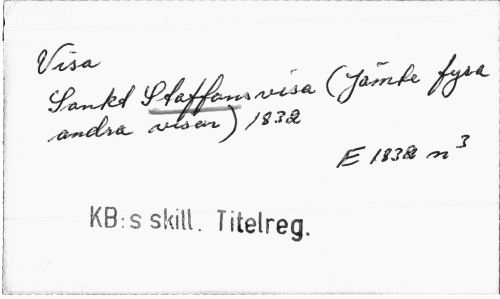 Visa
Sankt Staffansvisa (Jämte fyra
andra visor) 1832
E 1832 n³
KB:s skill. Titelreg.